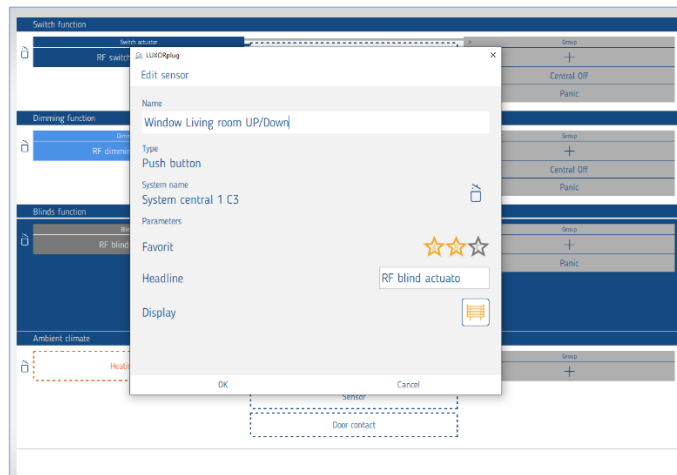 Switch function
Switch actuator
RF switch
Group
+
Central Off
Panic
LUXORplug
×
Edit sensor
Name
Window Living room UP/Down
Type
Push button
System name
System central 1 C3
Parameters
Favorit
Headline
RF blind actuato
Display
OK
Cancel
Dimming function
Dimm
RF dimmi
Group
+
Central Off
Panic
Blinds function
Blin
RF blind
Group
+
Panic
Ambient climate
Heati
Group
+
Sensor
Door contact